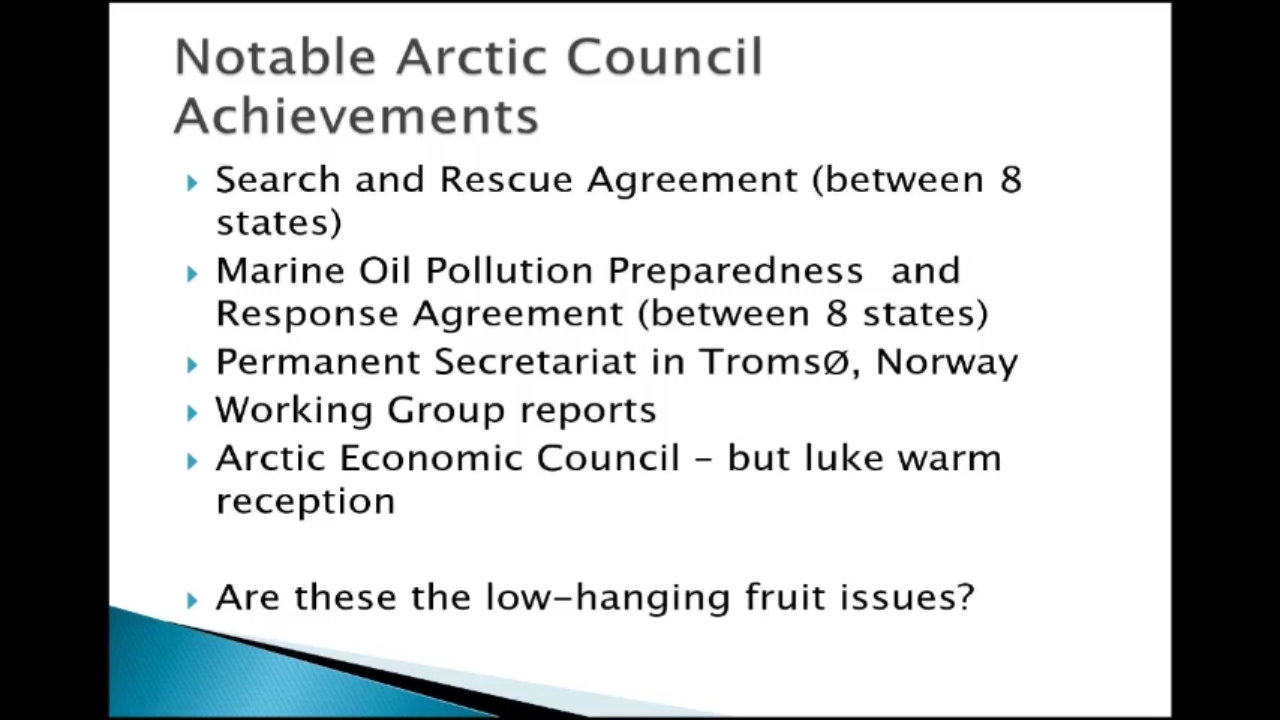 Notable Arctic Council
Achievements
Search and Rescue Agreement (between 8
states)
Marine Oil Pollution Preparedness  and
Response Agreement (between 8 states)
Permanent Secretariat in TromsØ, Norway
Working Group reports
Arctic Economic Council – but luke warm
reception
Are these the low-hanging fruit issues?